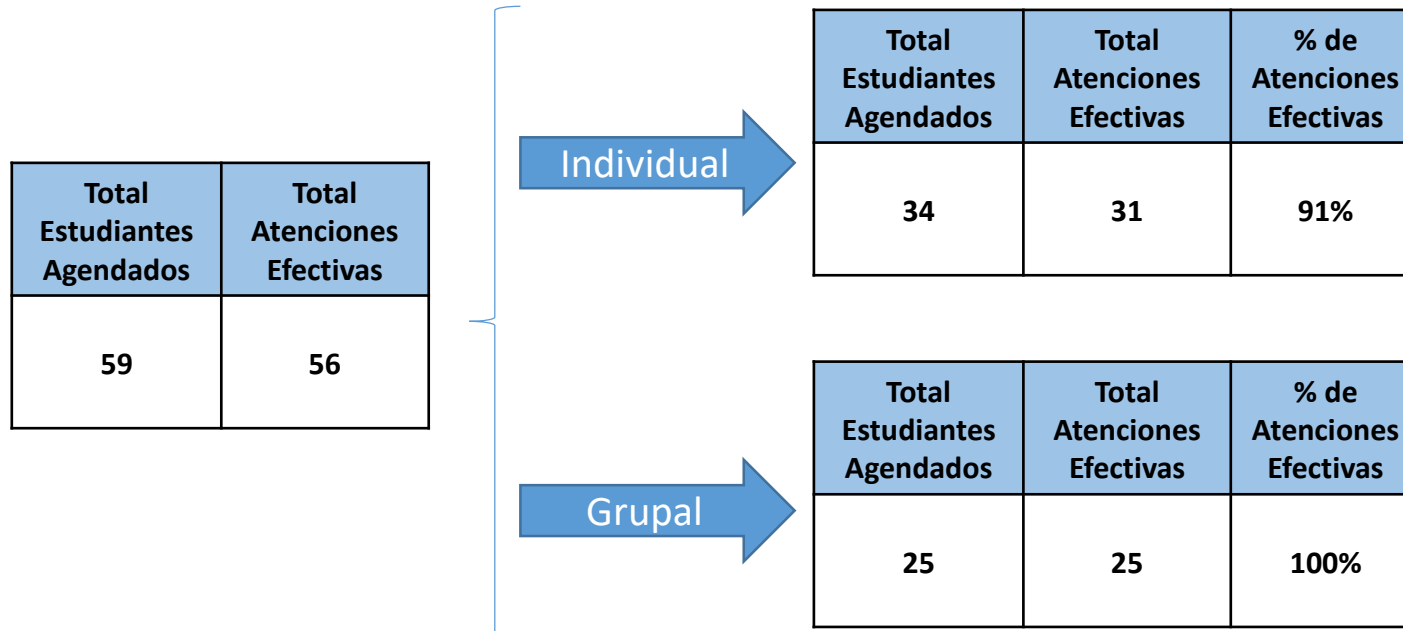 Total
Estudiantes
Agendados
Total
Atenciones
Efectivas
59
56
Individual
Total
Estudiantes
Agendados
Total
Atenciones
Efectivas
% de
Atenciones
Efectivas
34
31
91%
Grupal
Total
Estudiantes
Agendados
Total
Atenciones
Efectivas
% de
Atenciones
Efectivas
25
25
100%